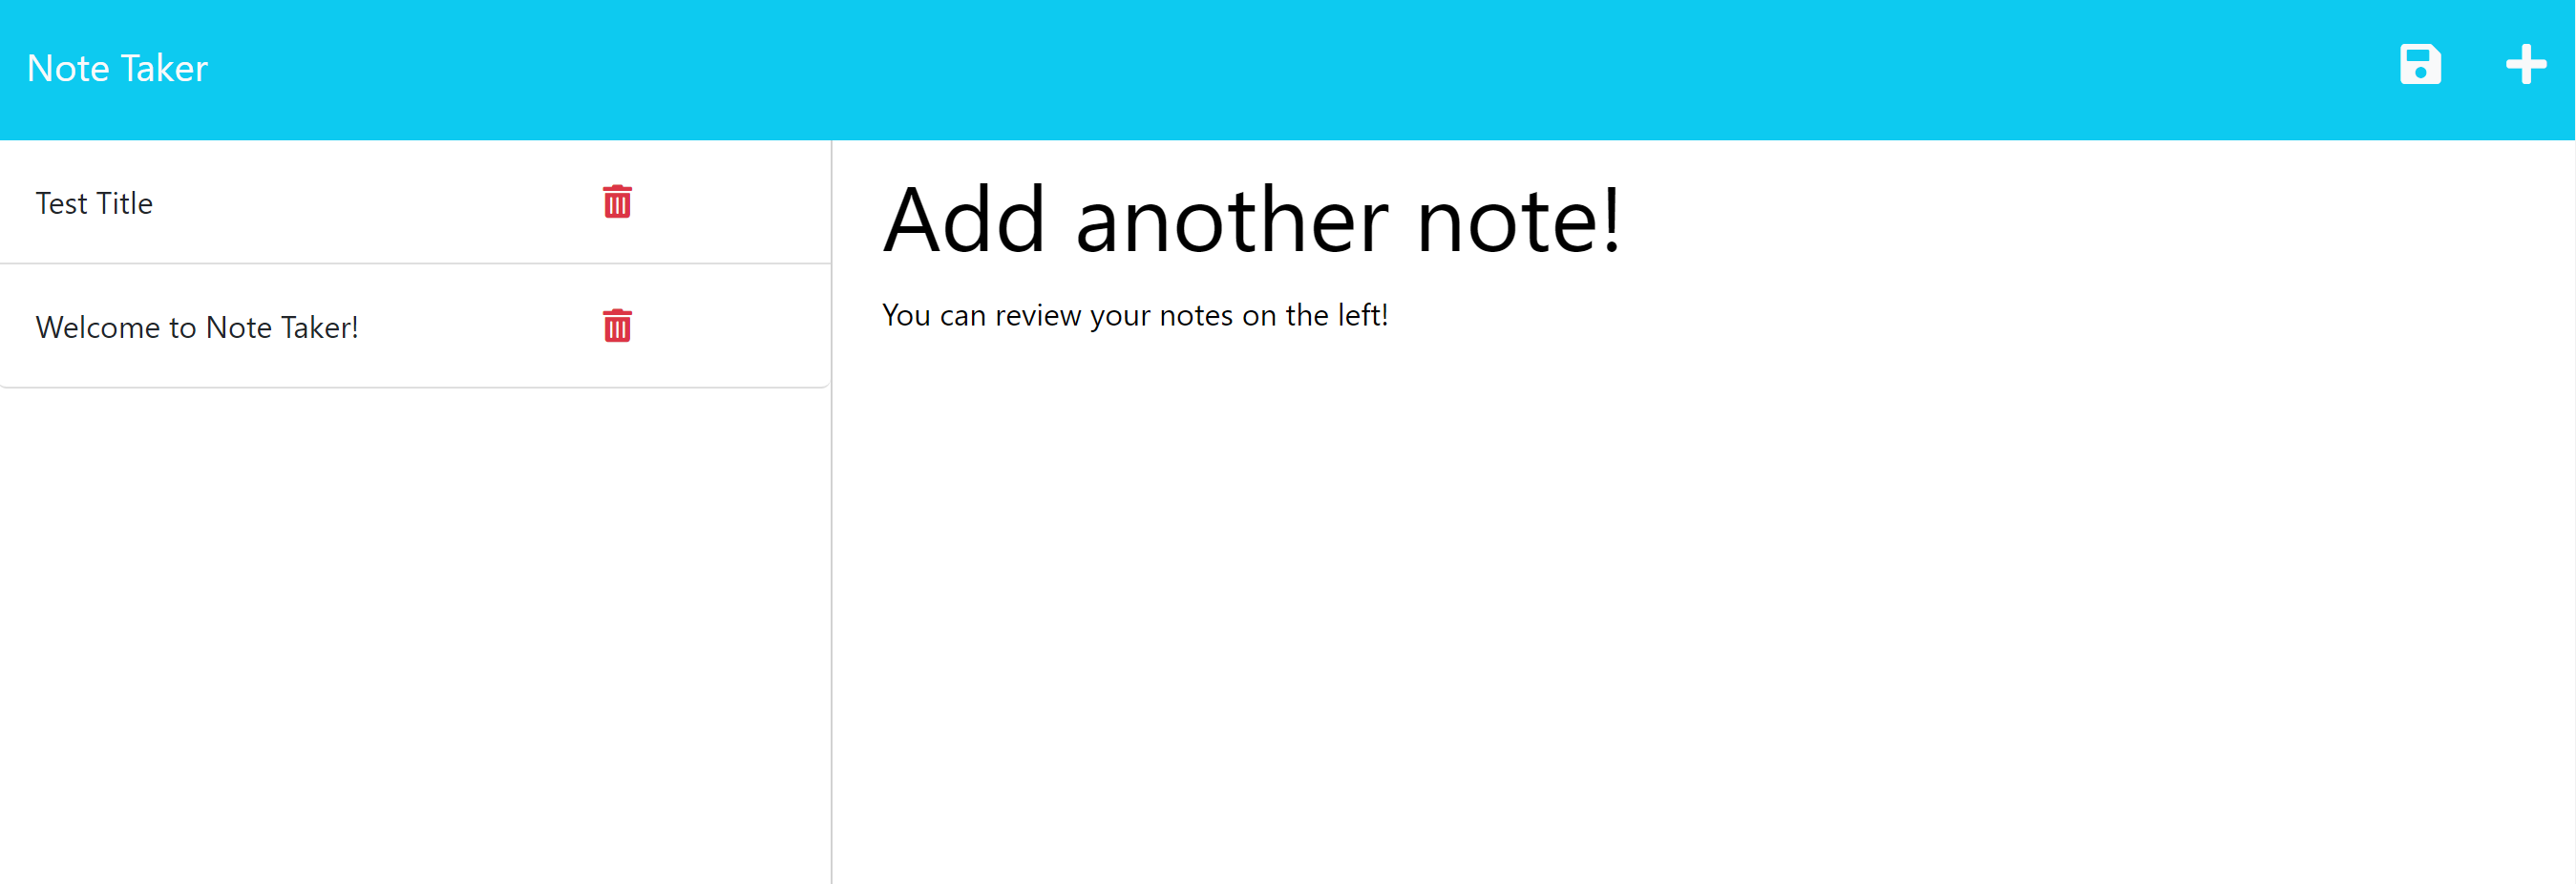 Note Taker
Test Title
Welcome to Note Taker!
Add another note!
You can review your notes on the left!